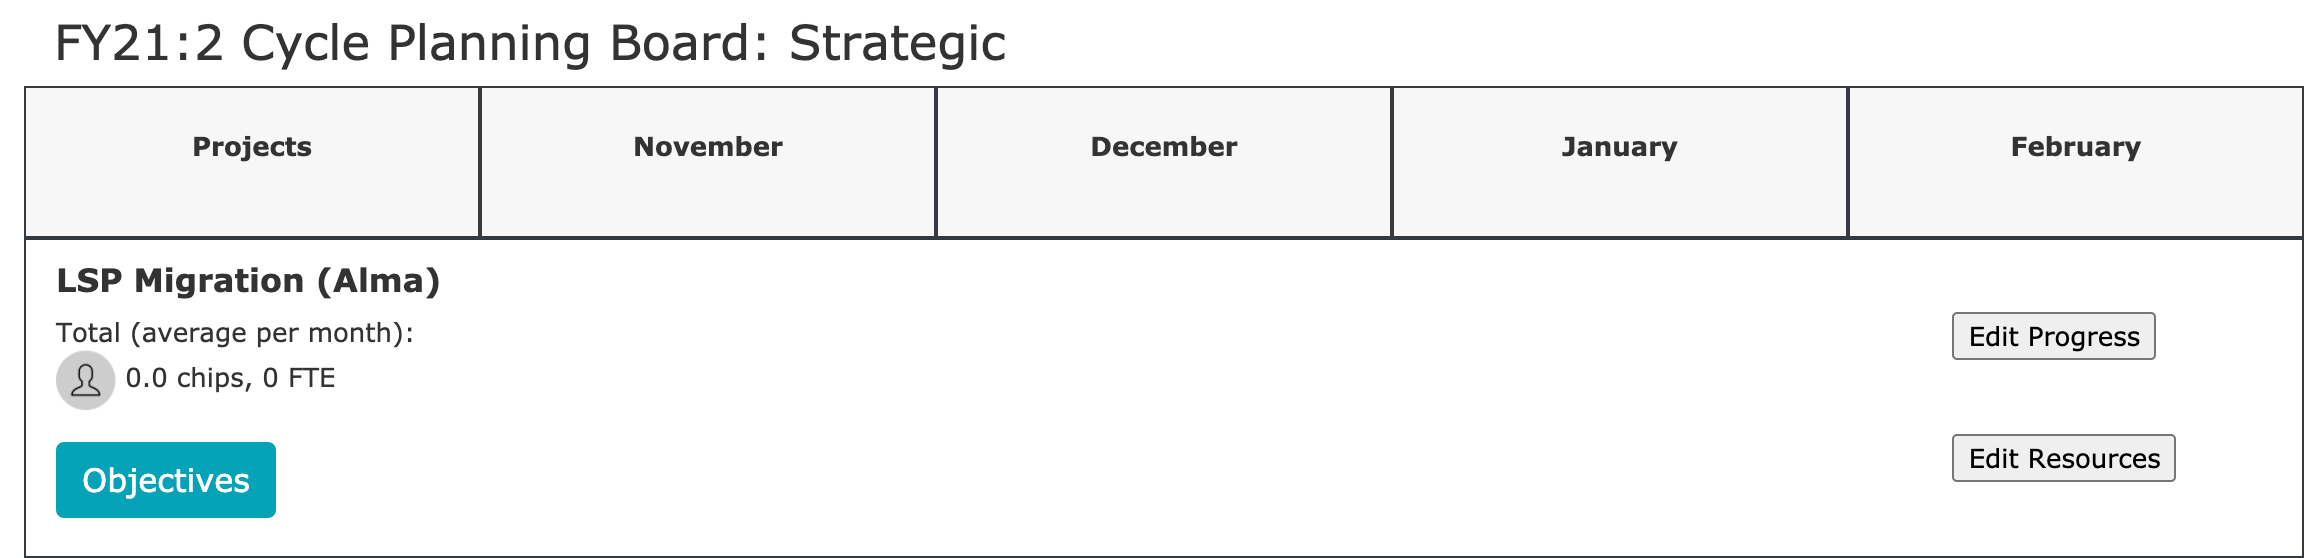 FY21:2 Cycle Planning Board: Strategic
Projects November December January February
LSP Migration (Alma)
Total (average per month):
Edit Progress
0.0 chips, 0 FTE
Edit Resources
Objectives